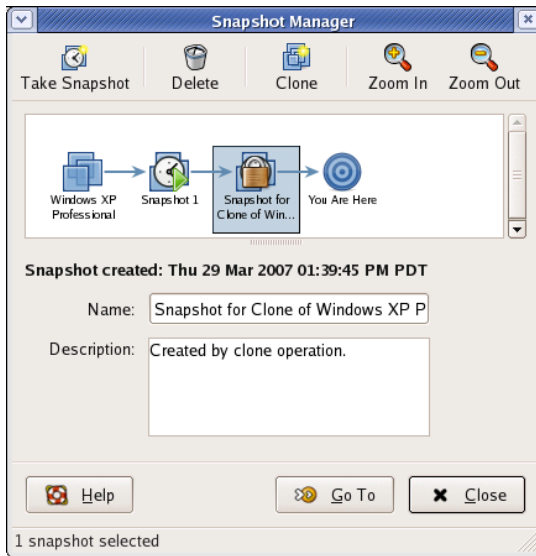 Snapshot Manager
Take Snapshot
Delete
Clone
Zoom In
Zoom Out
Windows XP
Professional
Snapshot 1
Snapshot for
Clone of Win...
You Are Here
Snapshot created: Thu 29 Mar 2007 01:39:45 PM PDT
Name: Snapshot for Clone of Windows XP P
Description: Created by clone operation.
Help
Go To
Close
1 snapshot selected